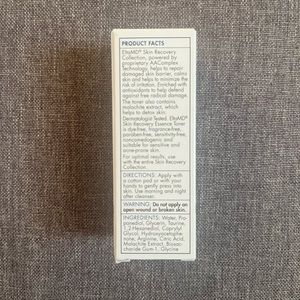 PRODUCT FACTS
EltaMD® Skin Recovery
Collection, powered by
proprietary AAComplex
Technology, helps to repair
damaged skin barrier, calms
skin and helps to minimize the
risk of irritation. Enriched with
antioxidants to help defend
against free radical damage.
The toner also contains
malachite extract, which
helps to detox skin.
Dermatologist Tested. EltaMD®
Skin Recovery Essence Toner
is dye-free, fragrance-free,
paraben-free, sensitivity-free,
noncomedogenic and
suitable for sensitive and
acne-prone skin.
For optimal results, use
with the entire Skin Recovery
Collection.
DIRECTIONS: Apply with
a cotton pad or with your
hands to gently press into
skin. Use morning and night
after cleanser.
WARNING: Do not apply on
open wound or broken skin.
INGREDIENTS: Water, Pro-
panediol, Glycerin, Taurine,
1,2-Hexanediol, Caprylyl
Glycol, Hydroxyacetophe-
none, Arginine, Citric Acid,
Malachite Extract, Biosac-
charide Gum-1, Glycine